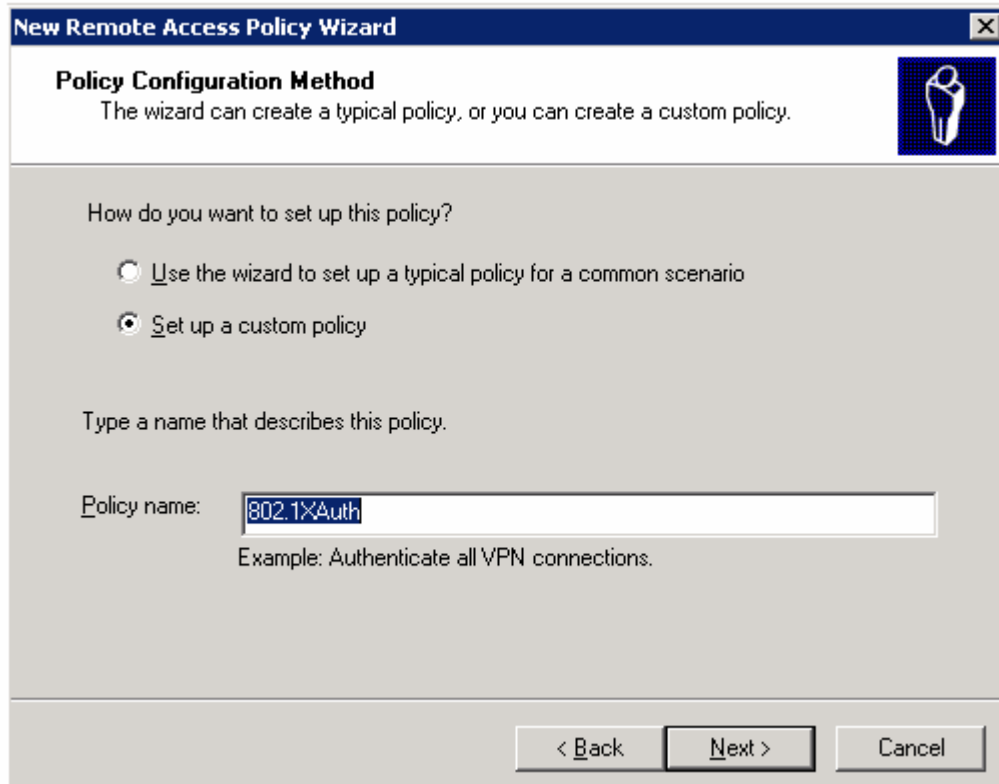 New Remote Access Policy Wizard
Policy Configuration Method
The wizard can create a typical policy, or you can create a custom policy.
How do you want to set up this policy?
Use the wizard to set up a typical policy for a common scenario
Set up a custom policy
Type a name that describes this policy.
Policy name: 802.1XAuth
Example: Authenticate all VPN connections.
< Back Next > Cancel